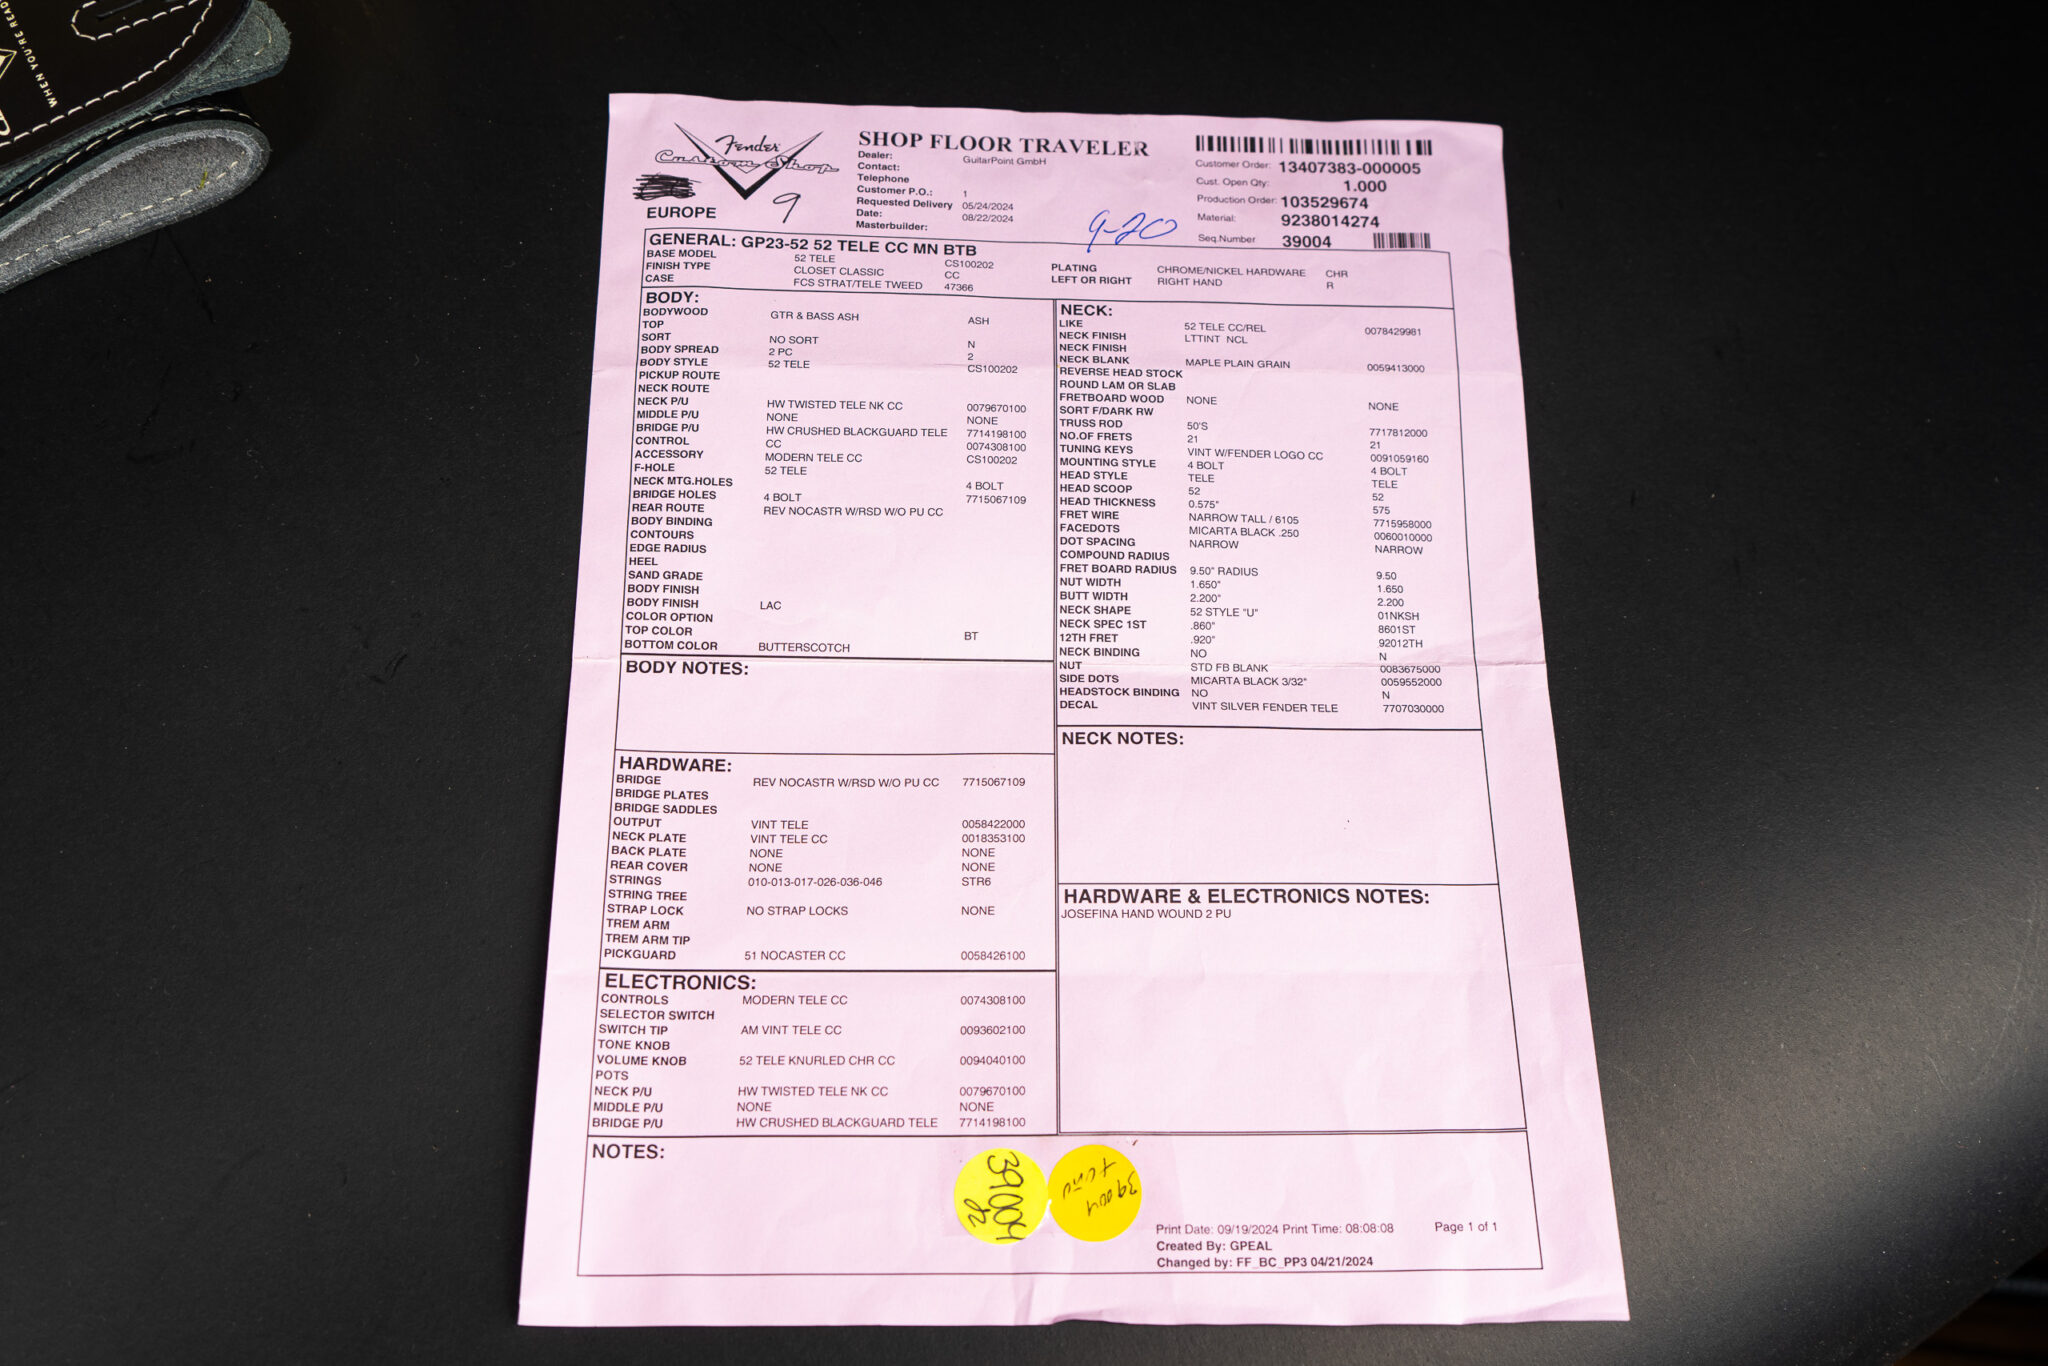 WHEN YOU'RE READY
Fender
Custom Shop
EUROPE
9
SHOP FLOOR TRAVELER
Dealer: GuitarPoint GmbH
Contact:
Telephone
Customer P.O.: 1
Requested Delivery 05/24/2024
Date: 08/22/2024
Masterbuilder:
9-20
Customer Order: 13407383-000005
Cust. Open Qty: 1.000
Production Order: 103529674
Material: 9238014274
Seq.Number 39004
GENERAL: GP23-52 52 TELE CC MN BTB
BASE MODEL 52 TELE CS100202
FINISH TYPE CLOSET CLASSIC CC
CASE FCS STRAT/TELE TWEED 47366
PLATING CHROME/NICKEL HARDWARE CHR
LEFT OR RIGHT RIGHT HAND R
BODY:
BODYWOOD GTR & BASS ASH ASH
TOP
SORT NO SORT N
BODY SPREAD 2 PC 2
BODY STYLE 52 TELE CS100202
PICKUP ROUTE
NECK ROUTE
NECK P/U HW TWISTED TELE NK CC 0079670100
MIDDLE P/U NONE NONE
BRIDGE P/U HW CRUSHED BLACKGUARD TELE 7714198100
CONTROL CC 0074308100
ACCESSORY MODERN TELE CC CS100202
F-HOLE 52 TELE
NECK MTG.HOLES 4 BOLT
BRIDGE HOLES 4 BOLT 7715067109
REAR ROUTE REV NOCASTR W/RSD W/O PU CC
BODY BINDING
CONTOURS
EDGE RADIUS
HEEL
SAND GRADE
BODY FINISH
BODY FINISH LAC
COLOR OPTION
TOP COLOR BT
BOTTOM COLOR BUTTERSCOTCH
BODY NOTES:
HARDWARE:
BRIDGE REV NOCASTR W/RSD W/O PU CC 7715067109
BRIDGE PLATES
BRIDGE SADDLES
OUTPUT VINT TELE 0058422000
NECK PLATE VINT TELE CC 0018353100
BACK PLATE NONE NONE
REAR COVER NONE NONE
STRINGS 010-013-017-026-036-046 STR6
STRING TREE
STRAP LOCK NO STRAP LOCKS NONE
TREM ARM
TREM ARM TIP
PICKGUARD 51 NOCASTER CC 0058426100
ELECTRONICS:
CONTROLS MODERN TELE CC 0074308100
SELECTOR SWITCH
SWITCH TIP AM VINT TELE CC 0093602100
TONE KNOB
VOLUME KNOB 52 TELE KNURLED CHR CC 0094040100
POTS
NECK P/U HW TWISTED TELE NK CC 0079670100
MIDDLE P/U NONE NONE
BRIDGE P/U HW CRUSHED BLACKGUARD TELE 7714198100
NECK:
LIKE 52 TELE CC/REL 0078429981
NECK FINISH LTTINT NCL
NECK FINISH
NECK BLANK MAPLE PLAIN GRAIN 0059413000
REVERSE HEAD STOCK
ROUND LAM OR SLAB
FRETBOARD WOOD NONE NONE
SORT F/DARK RW
TRUSS ROD 50'S 7717812000
NO.OF FRETS 21 21
TUNING KEYS VINT W/FENDER LOGO CC 0091059160
MOUNTING STYLE 4 BOLT 4 BOLT
HEAD STYLE TELE TELE
HEAD SCOOP 52 52
HEAD THICKNESS 0.575" 575
FRET WIRE NARROW TALL / 6105 7715958000
FACEDOTS MICARTA BLACK .250 0060010000
DOT SPACING NARROW NARROW
COMPOUND RADIUS
FRET BOARD RADIUS 9.50" RADIUS 9.50
NUT WIDTH 1.650" 1.650
BUTT WIDTH 2.200" 2.200
NECK SHAPE 52 STYLE "U" 01NKSH
NECK SPEC 1ST .860" 8601ST
12TH FRET .920" 92012TH
NECK BINDING NO N
NUT STD FB BLANK 0083675000
SIDE DOTS MICARTA BLACK 3/32" 0059552000
HEADSTOCK BINDING NO N
DECAL VINT SILVER FENDER TELE 7707030000
NECK NOTES:
HARDWARE & ELECTRONICS NOTES:
JOSEFINA HAND WOUND 2 PU
NOTES:
39004
39004
Print Date: 09/19/2024 Print Time: 08:08:08 Page 1 of 1
Created By: GPEAL
Changed by: FF_BC_PP3 04/21/2024